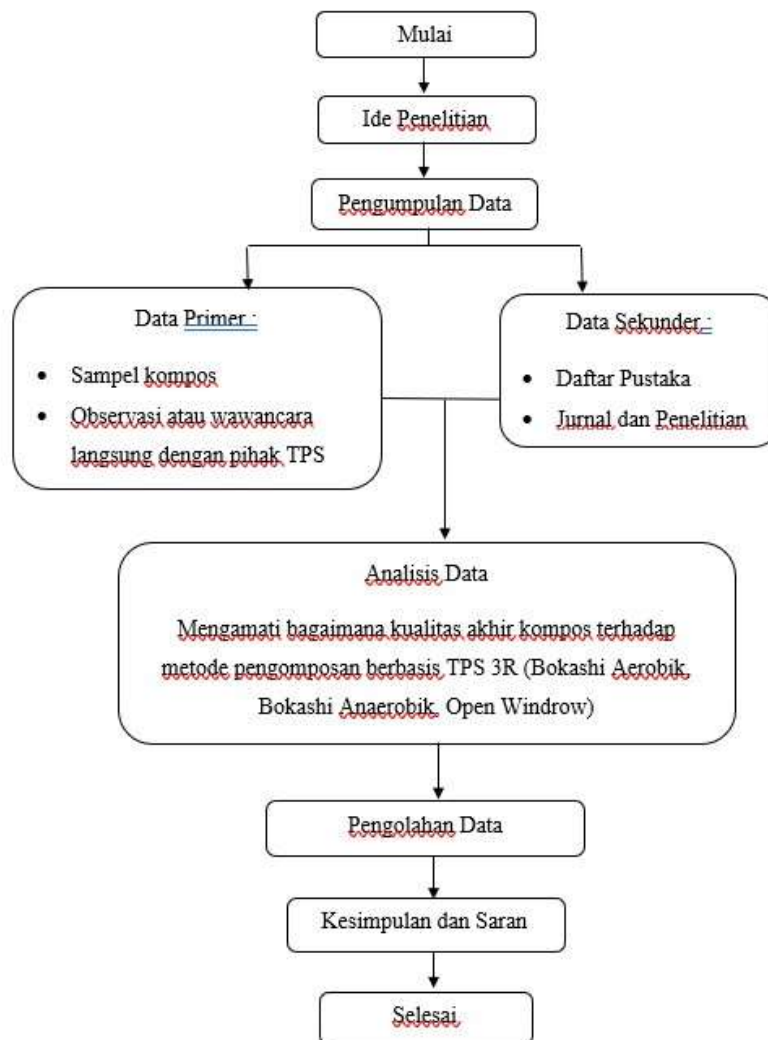 Mulai
Ide Penelitian
Pengumpulan Data
Data Primer :
• Sampel kompos
• Observasi atau wawancara
langsung dengan pihak TPS
Data Sekunder :
• Daftar Pustaka
• Jurnal dan Penelitian
Analisis Data
Mengamati bagaimana kualitas akhir kompos terhadap
metode pengomposan berbasis TPS 3R (Bokashi Aerobik,
Bokashi Anaerobik, Open Windrow)
Pengolahan Data
Kesimpulan dan Saran
Selesai